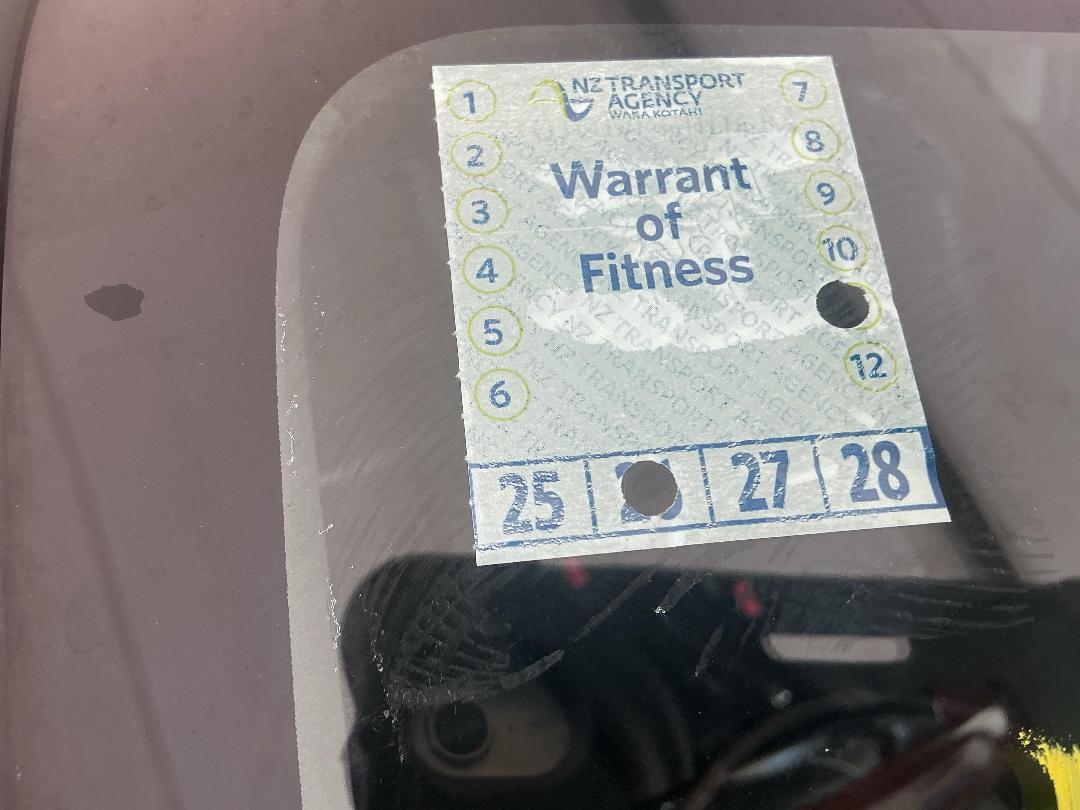 NZ TRANSPORT
AGENCY
WAKA KOTAHI
Warrant
of
Fitness
1
2
3
4
5
6
7
8
9
10
12
25
27
28